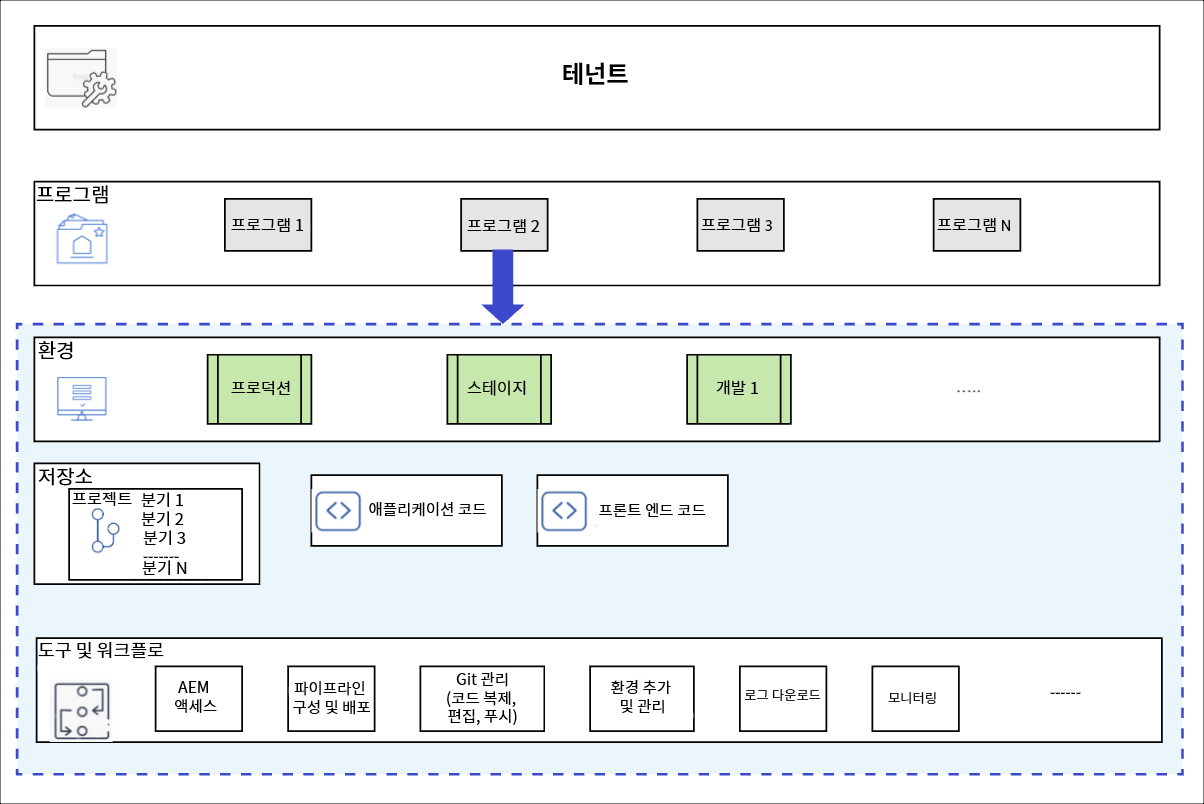 테넌트
프로그램
프로그램 1
프로그램 2
프로그램 3
프로그램 N
환경
프로덕션
스테이지
개발 1
.....
저장소
프로젝트
분기 1
분기 2
분기 3
-------
분기 N
애플리케이션 코드
프론트 엔드 코드
도구 및 워크플로
AEM
액세스
파이프라인
구성 및 배포
Git 관리
(코드 복제,
편집, 푸시)
환경 추가
및 관리
로그 다운로드
모니터링
------